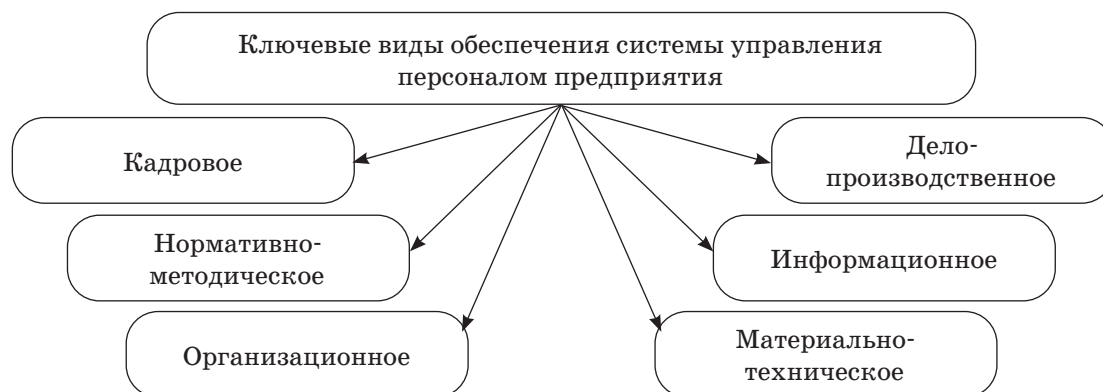 Ключевые виды обеспечения системы управления
персоналом предприятия
Кадровое
Дело-
производственное
Нормативно-
методическое
Информационное
Организационное
Материально-
техническое